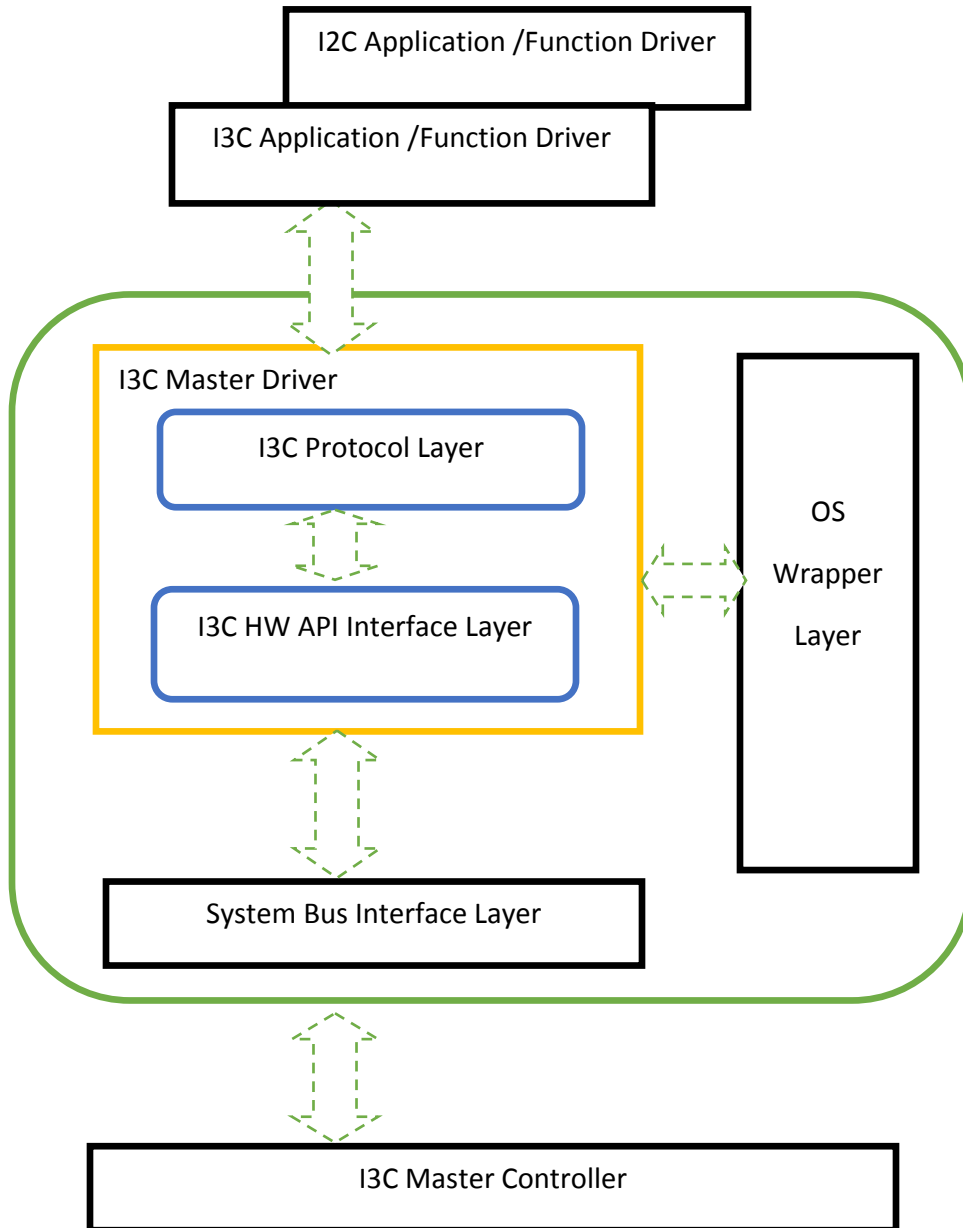 I2C Application /Function Driver
I3C Application /Function Driver
I3C Master Driver
I3C Protocol Layer
I3C HW API Interface Layer
OS
Wrapper
Layer
System Bus Interface Layer
I3C Master Controller